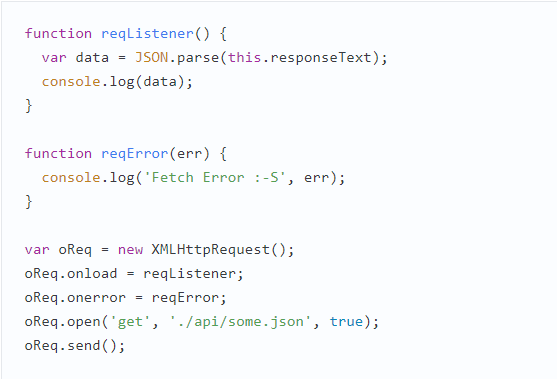 function reqListener() {
  var data = JSON.parse(this.responseText);
  console.log(data);
}

function reqError(err) {
  console.log('Fetch Error :-S', err);
}

var oReq = new XMLHttpRequest();
oReq.onload = reqListener;
oReq.onerror = reqError;
oReq.open('get', './api/some.json', true);
oReq.send();